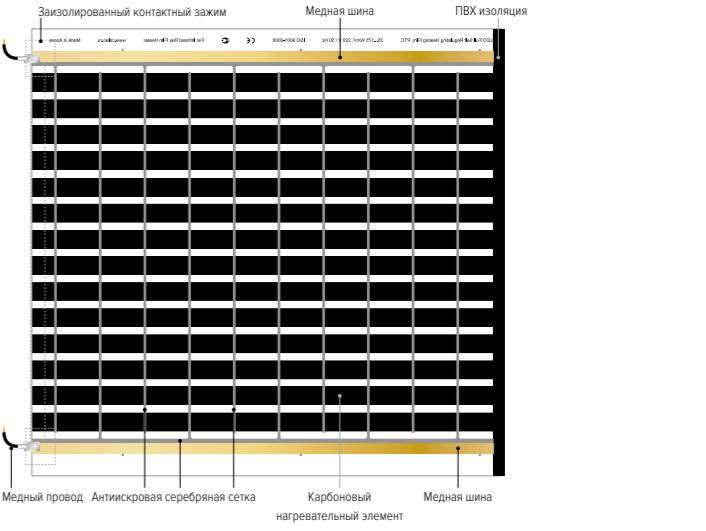 Заизолированный контактный зажим
Медная шина
ПВХ изоляция
Медный провод
Антиискровая серебряная сетка
Карбоновый
нагревательный элемент
Медная шина